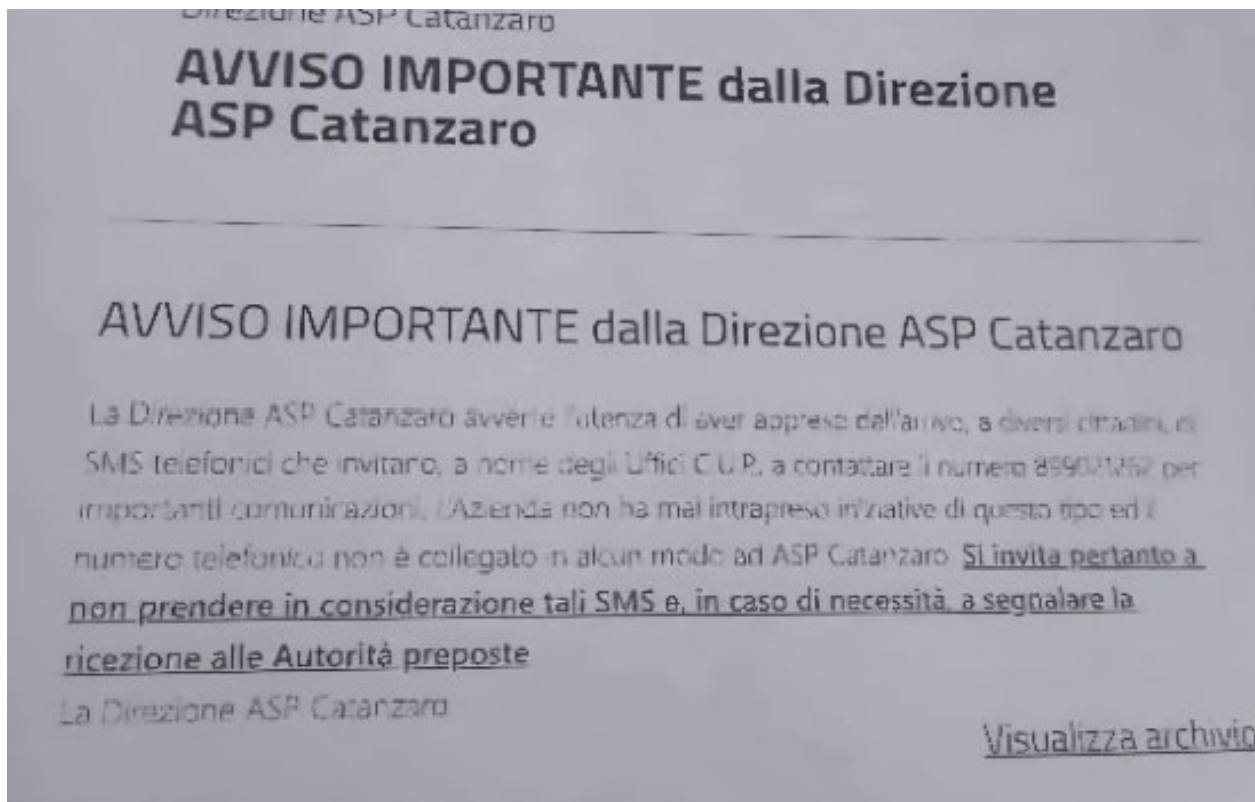 Direzione ASP Catanzaro
AVVISO IMPORTANTE dalla Direzione
ASP Catanzaro
AVVISO IMPORTANTE dalla Direzione ASP Catanzaro
La Direzione ASP Catanzaro avverte l'utenza di aver appreso dell'arrivo, a diversi cittadini, di
SMS telefonici che invitano, a nome degli Uffici C.U.P. a contattare il numero per
importanti comunicazioni. L'Azienda non ha mai intrapreso iniziative di questo tipo ed il
numero telefonico non è collegato in alcun modo ad ASP Catanzaro. Si invita pertanto a
non prendere in considerazione tali SMS e, in caso di necessità, a segnalare la
ricezione alle Autorità preposte
La Direzione ASP Catanzaro
Visualizza archivio